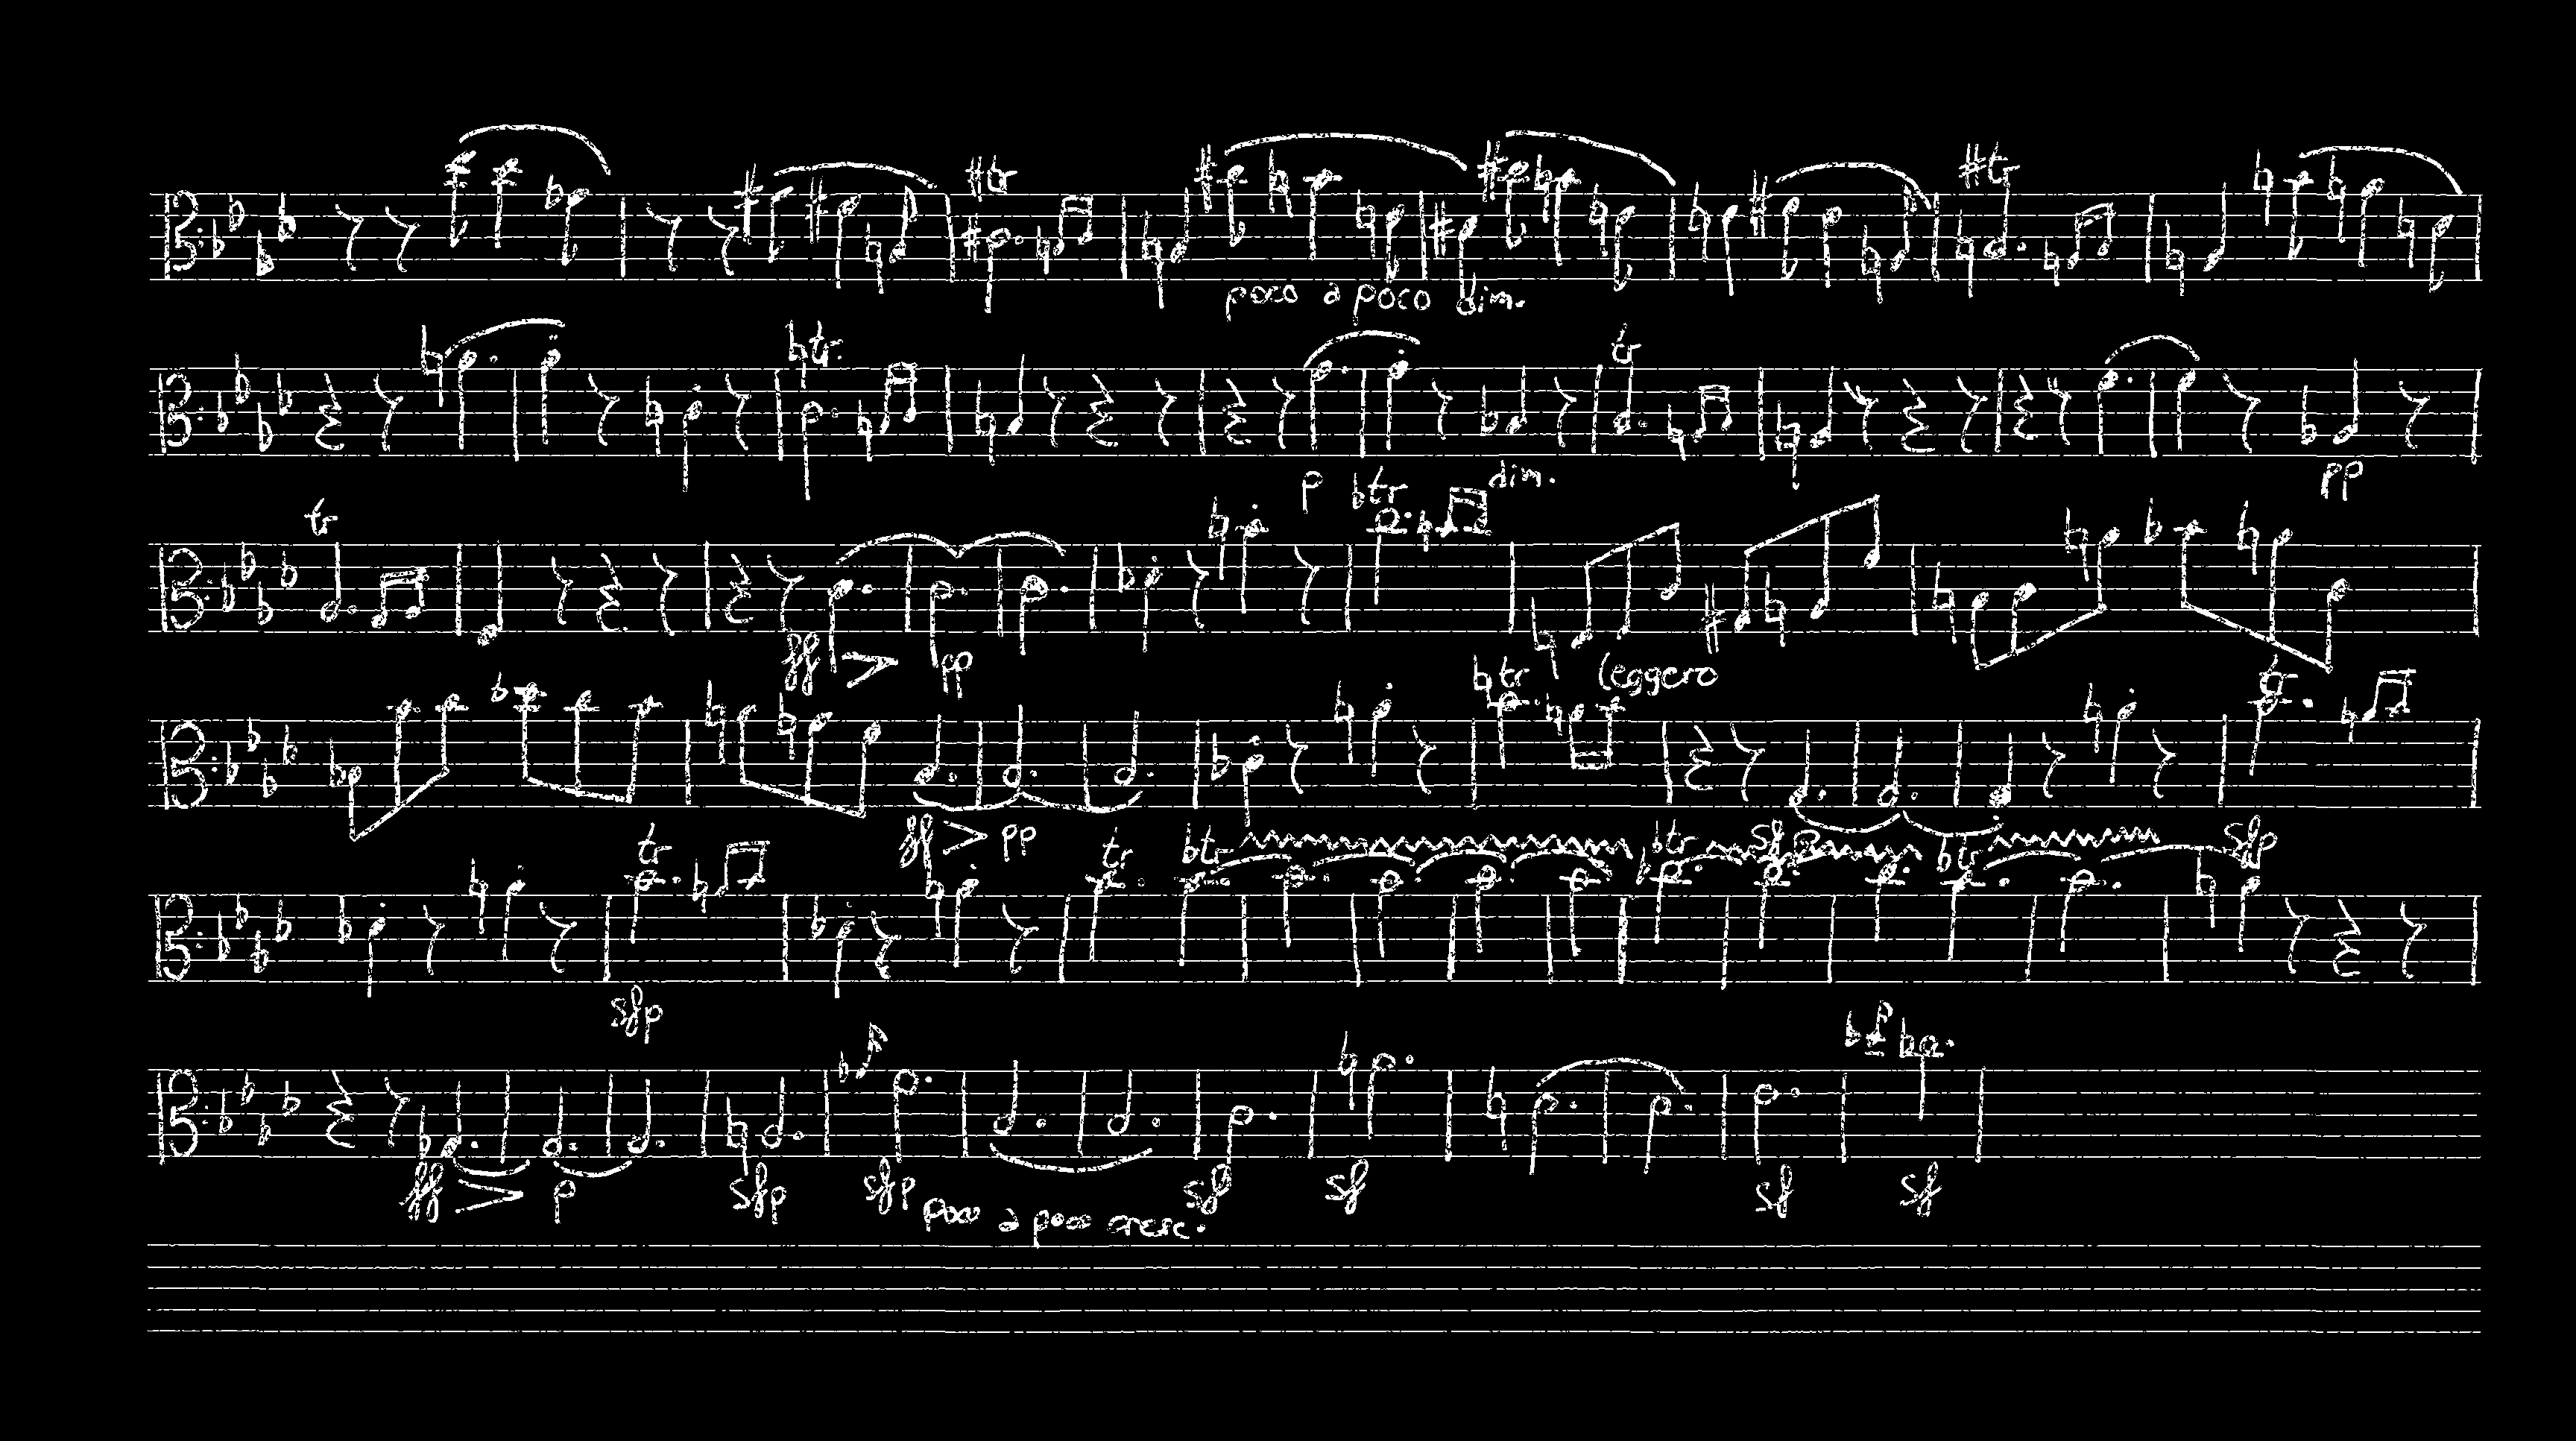 tr tr
poco a poco dim.
tr tr
p dim. pp
tr tr
ff pp leggero
tr tr
ff pp sf p sfp
tr tr tr tr tr
sfp
ff p sfp sfp sf sf sf sf
poco a poco cresc.